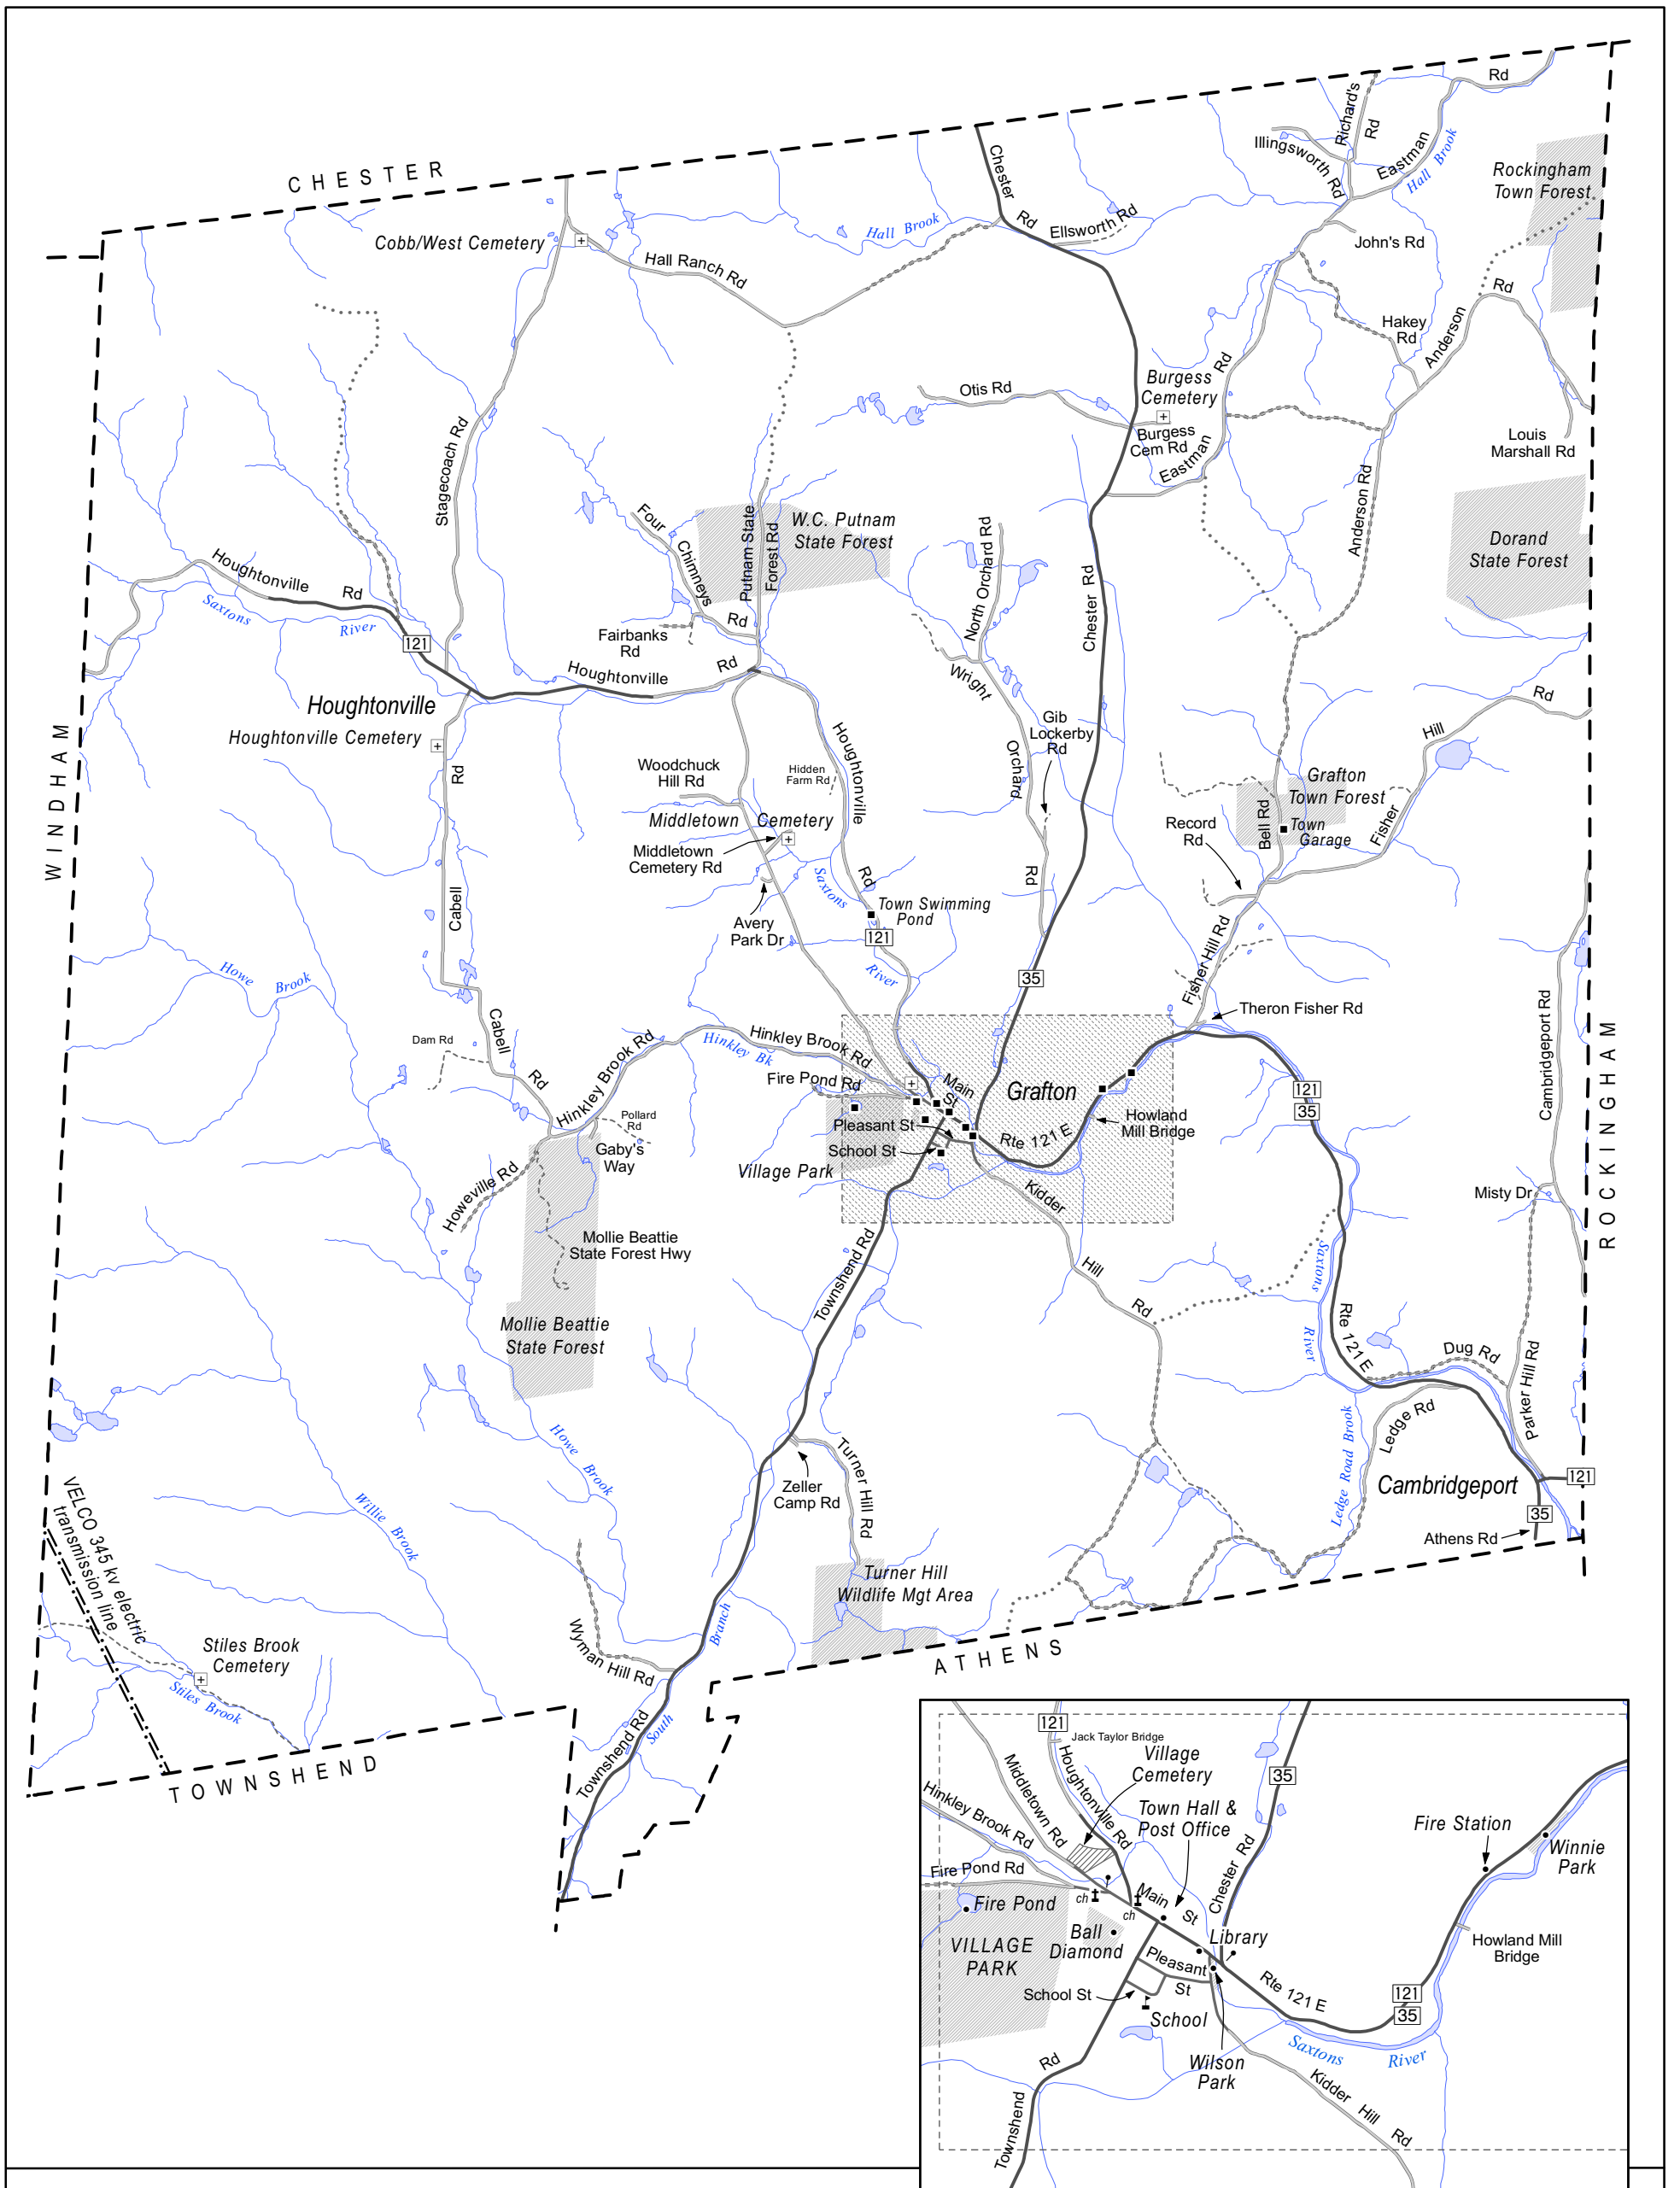 CHESTER
Rd
Richard's
Rd
Illingsworth Rd
Eastman
Hall Brook
Rockingham
Town Forest
Chester
Rd
Ellsworth Rd
Hall Brook
Cobb/West Cemetery
Hall Ranch Rd
John's Rd
Rd
Hakey
Rd
Anderson
Otis Rd
Burgess
Cemetery
Rd
Burgess
Cem Rd
Eastman
Louis
Marshall Rd
Stagecoach Rd
Anderson Rd
Four
Chimneys
Rd
Putnam State
Forest Rd
W.C. Putnam
State Forest
North Orchard Rd
Chester Rd
Dorand
State Forest
Houghtonville
Rd
Saxtons
River
121
Fairbanks
Rd
Houghtonville
Rd
Wright
Orchard
Rd
Houghtonville
Houghtonville Cemetery
Gib
Lockerby
Rd
Hill
Rd
WINDHAM
Rd
Cabell
Woodchuck
Hill Rd
Hidden
Farm Rd
Houghtonville
Rd
Middletown Cemetery
Middletown
Cemetery Rd
Saxtons
River
Grafton
Town Forest
Bell Rd
Town
Garage
Fisher
Record
Rd
Avery
Park Dr
Town Swimming
Pond
121
Howe Brook
35
Fisher Hill Rd
Theron Fisher Rd
Cambridgeport Rd
ROCKINGHAM
Cabell
Rd
Dam Rd
Hinkley Brook Rd
Hinkley Bk
Hinkley Brook Rd
Fire Pond Rd
Main
St
Grafton
121
35
Howland
Mill Bridge
Pollard
Rd
Gaby's
Way
Pleasant St
School St
Rte 121 E
Village Park
Howeville Rd
Kidder
Hill
Rd
Misty Dr
Mollie Beattie
State Forest Hwy
Townshend Rd
Saxtons
River
Mollie Beattie
State Forest
Rte 121 E
Dug Rd
Parker Hill Rd
Ledge Rd
Ledge Road Brook
Howe
Brook
Zeller
Camp Rd
Turner Hill Rd
Cambridgeport
121
35
Athens Rd
VELCO 345 kv electric
transmission line
Willie Brook
Turner Hill
Wildlife Mgt Area
Wyman Hill Rd
Branch
South
Stiles Brook
Cemetery
Stiles Brook
ATHENS
TOWNSHEND
Townshend Rd
121
Jack Taylor Bridge
Village
Cemetery
Houghtonville Rd
Middletown Rd
Hinkley Brook Rd
Town Hall &
Post Office
35
Chester Rd
Fire Station
Winnie
Park
Fire Pond Rd
Fire Pond
ch
ch
Main
St
VILLAGE
PARK
Ball
Diamond
Library
Pleasant
St
School St
School
Rte 121 E
121
35
Howland Mill
Bridge
Saxtons
River
Wilson
Park
Rd
Townshend
Kidder
Hill
Rd